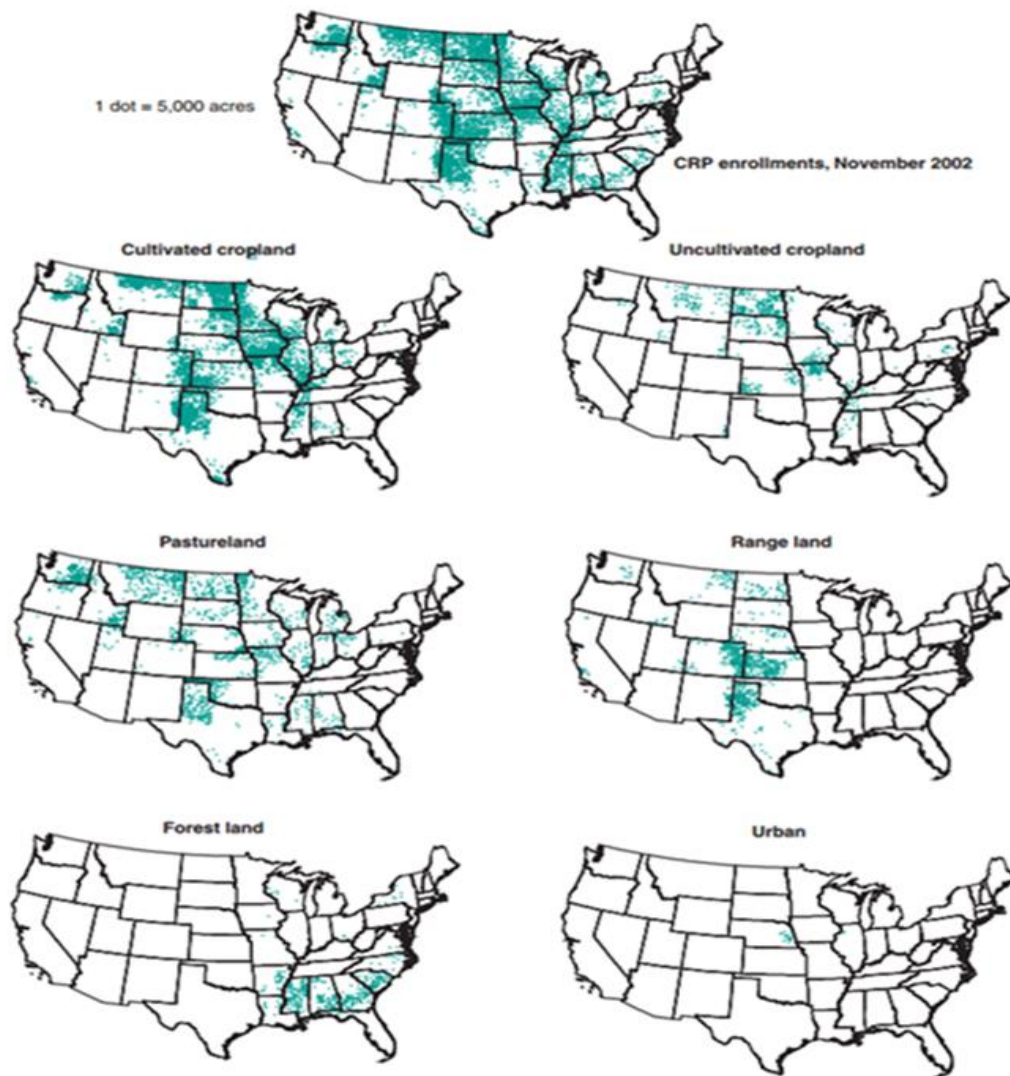 1 dot = 5,000 acres
CRP enrollments, November 2002
Cultivated cropland
Uncultivated cropland
Pastureland
Range land
Forest land
Urban